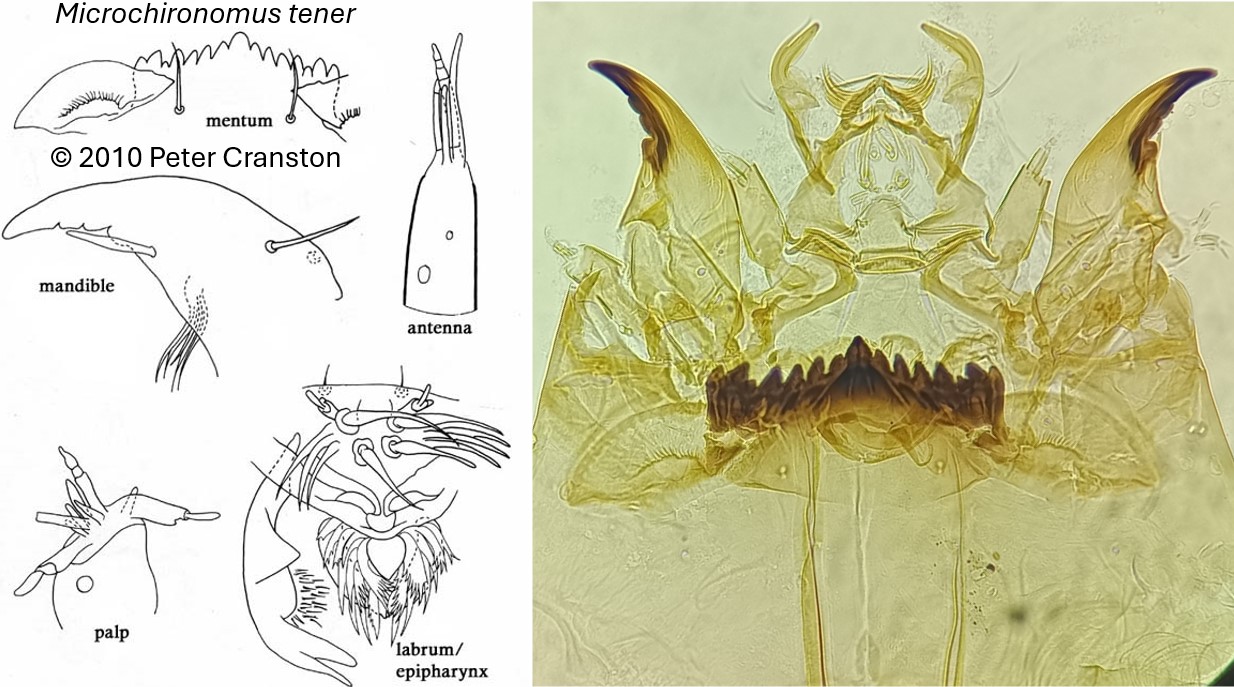 Microchironomus tener
mentum
© 2010 Peter Cranston
mandible
antenna
palp
labrum/
epipharynx